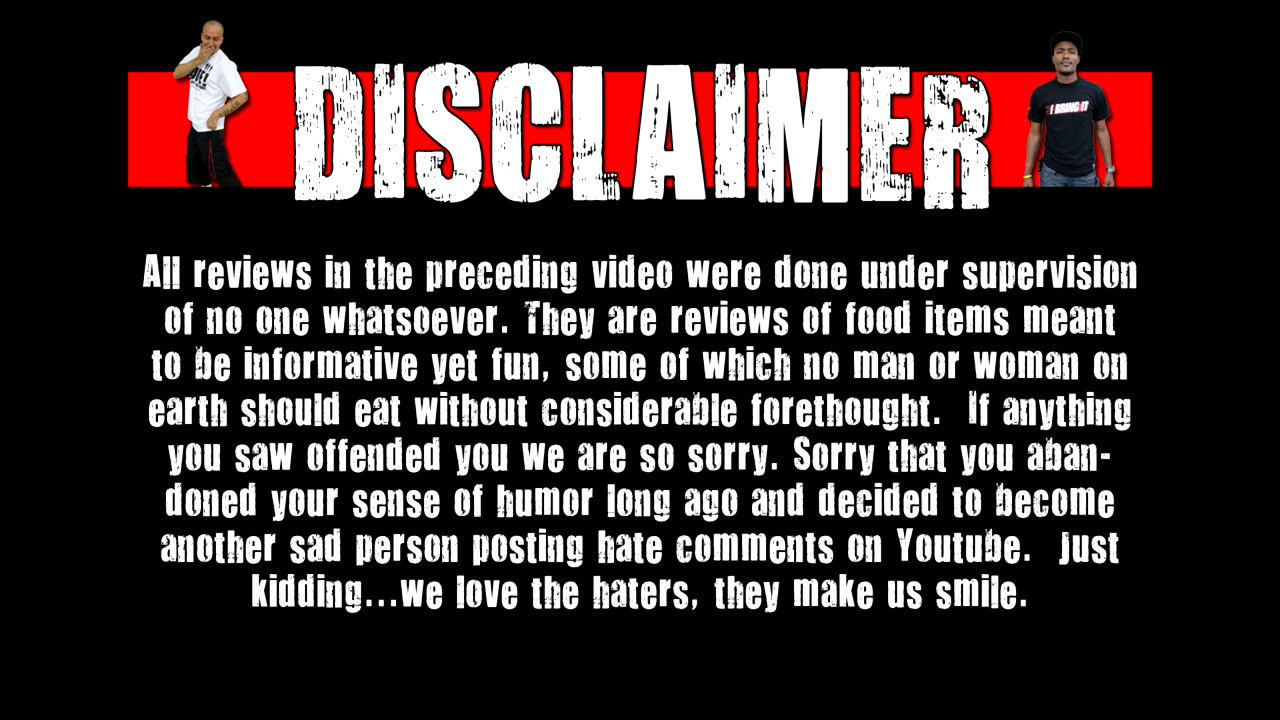 DISCLAIMER
I BRING IT
All reviews in the preceding video were done under supervision
of no one whatsoever. They are reviews of food items meant
to be informative yet fun, some of which no man or woman on
earth should eat without considerable forethought. If anything
you saw offended you we are so sorry. Sorry that you aban-
doned your sense of humor long ago and decided to become
another sad person posting hate comments on Youtube. Just
kidding...we love the haters, they make us smile.